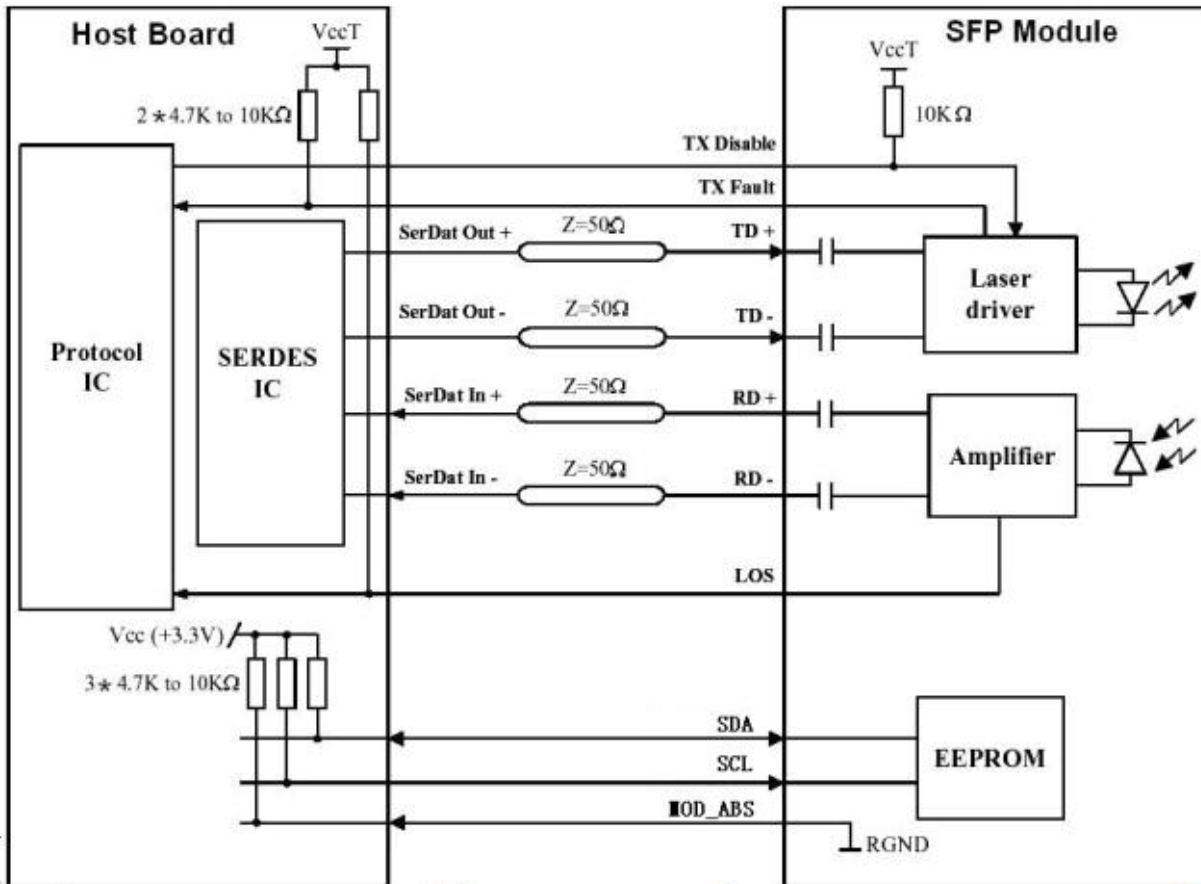 Host Board
VccT
SFP Module
VccT
2*4.7K to 10KΩ
10KΩ
TX Disable
TX Fault
SerDat Out +
Z=50Ω
TD +
Laser
driver
SerDat Out -
Z=50Ω
TD -
Protocol
IC
SERDES
IC
SerDat In +
Z=50Ω
RD +
Amplifier
SerDat In -
Z=50Ω
RD -
LOS
Vcc (+3.3V)
3*4.7K to 10KΩ
SDA
EEPROM
SCL
MOD_ABS
RGND